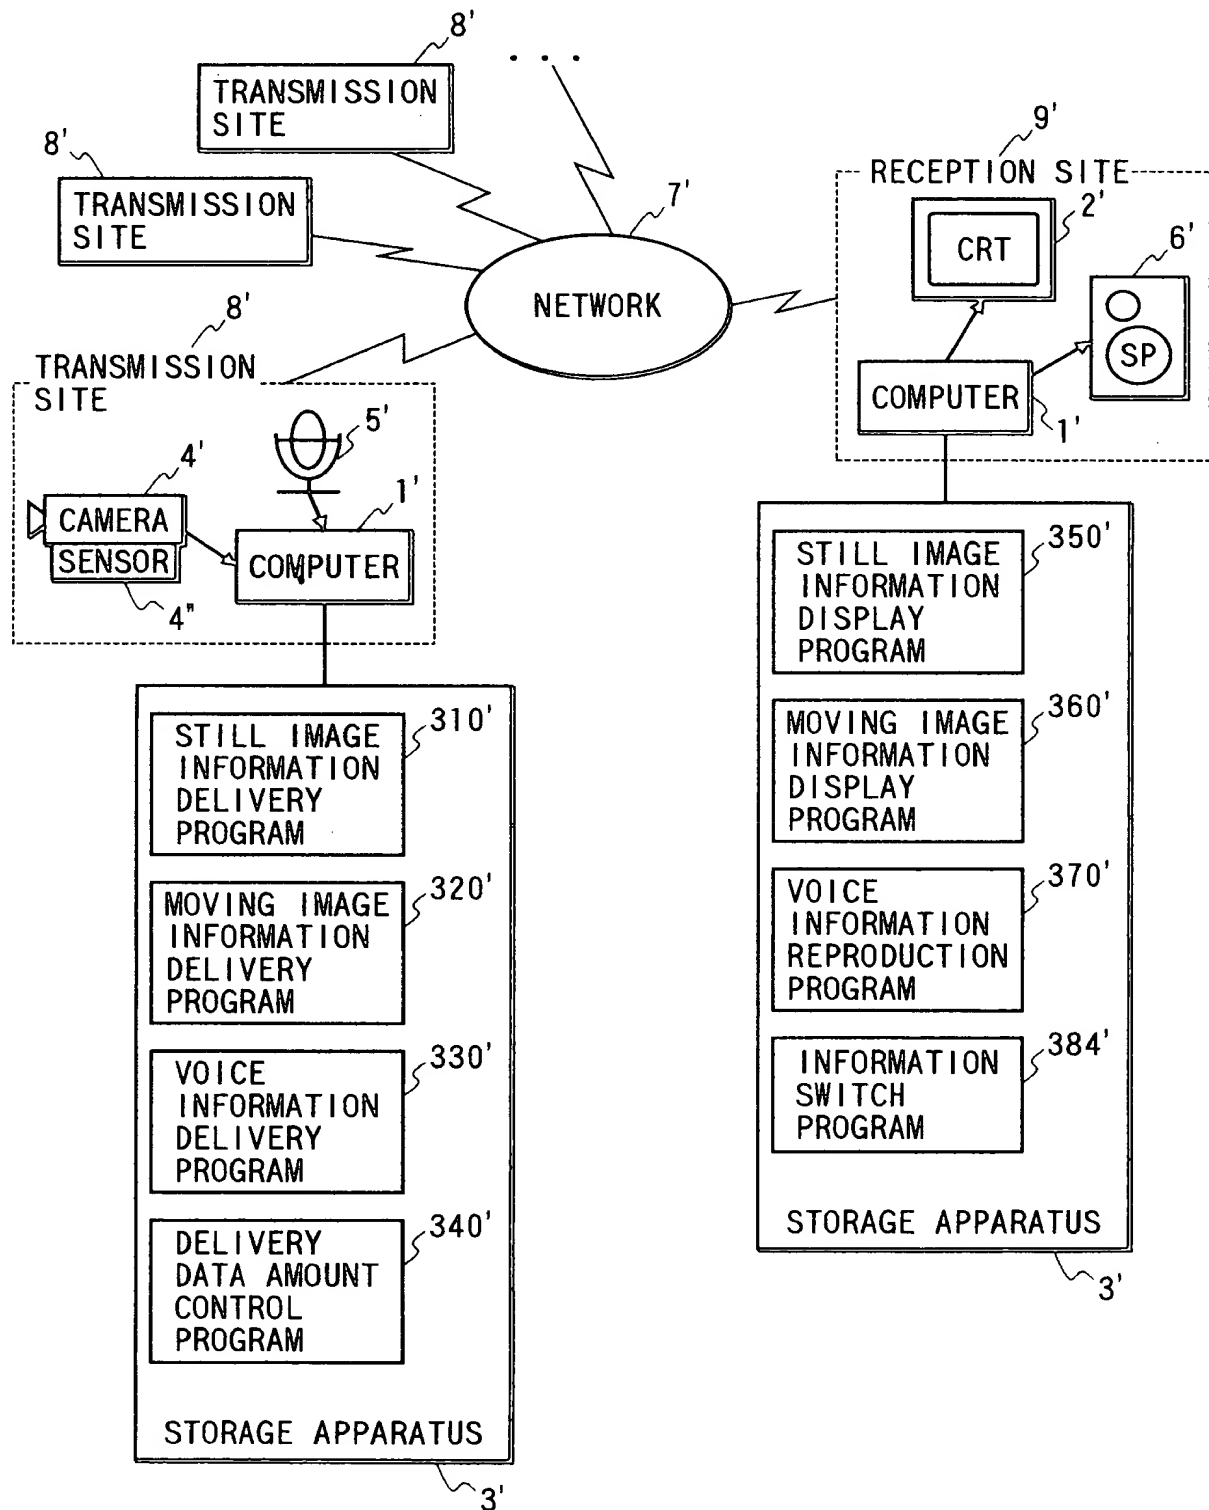 8'
. . .
TRANSMISSION
SITE
8'
TRANSMISSION
SITE
9'
RECEPTION SITE
7'
2'
CRT
6'
SP
NETWORK
COMPUTER
1'
8'
TRANSMISSION
SITE
5'
4'
1'
CAMERA
SENSOR
COMPUTER
4"
350'
STILL IMAGE
INFORMATION
DISPLAY
PROGRAM
360'
MOVING IMAGE
INFORMATION
DISPLAY
PROGRAM
370'
VOICE
INFORMATION
REPRODUCTION
PROGRAM
384'
INFORMATION
SWITCH
PROGRAM
STORAGE APPARATUS
3'
310'
STILL IMAGE
INFORMATION
DELIVERY
PROGRAM
320'
MOVING IMAGE
INFORMATION
DELIVERY
PROGRAM
330'
VOICE
INFORMATION
DELIVERY
PROGRAM
340'
DELIVERY
DATA AMOUNT
CONTROL
PROGRAM
STORAGE APPARATUS
3'